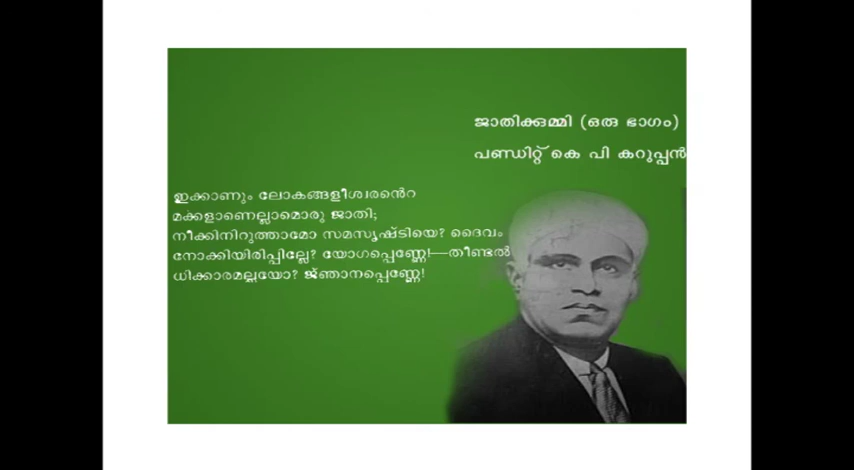 ജാതിക്കുമ്മി (ഒരു ഭാഗം)
പണ്ഡിറ്റ് കെ പി കറുപ്പൻ
ഇക്കാണും ലോകങ്ങളീശ്വരൻെറ
മക്കളാണെല്ലാമൊരു ജാതി;
നീക്കിനിറുത്താമോ സമസൃഷ്ടിയെ? ദൈവം
നോക്കിയിരിപ്പില്ലേ? യോഗപ്പെണ്ണേ!—തീണ്ടൽ
ധിക്കാരമല്ലയോ? ജ്ഞാനപ്പെണ്ണേ!